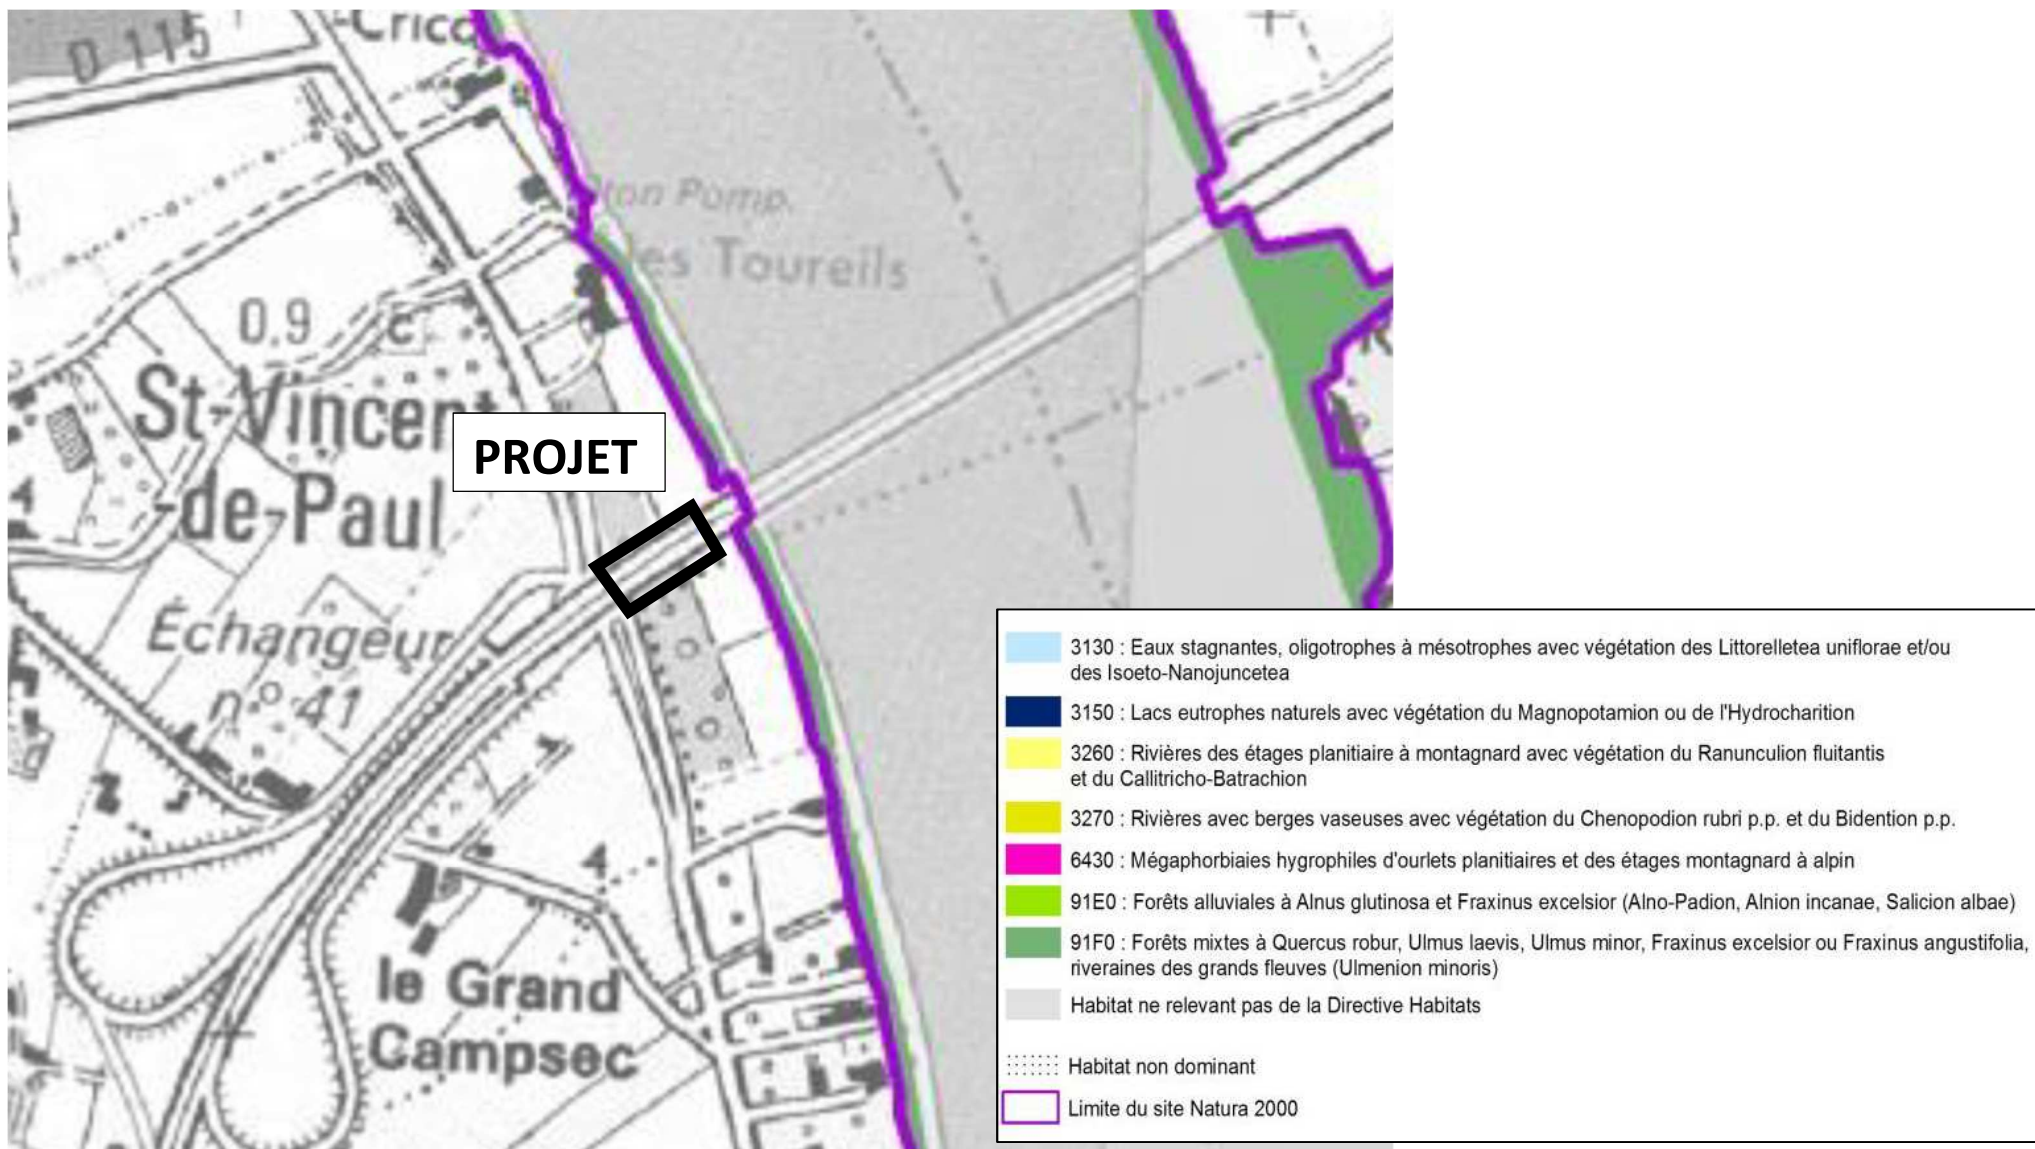 D 115
-Cricq
Pton Pomp.
les Toureils
0.9
C
St-Vincent
-de-Paul
PROJET
Échangeur
n° 41
4
le Grand
Campsec
3130 : Eaux stagnantes, oligotrophes à mésotrophes avec végétation des Littorelletea uniflorae et/ou
des Isoeto-Nanojuncetea
3150 : Lacs eutrophes naturels avec végétation du Magnopotamion ou de l'Hydrocharition
3260 : Rivières des étages planitiaire à montagnard avec végétation du Ranunculion fluitantis
et du Callitricho-Batrachion
3270 : Rivières avec berges vaseuses avec végétation du Chenopodion rubri p.p. et du Bidention p.p.
6430 : Mégaphorbiaies hygrophiles d'ourlets planitiaires et des étages montagnard à alpin
91E0 : Forêts alluviales à Alnus glutinosa et Fraxinus excelsior (Alno-Padion, Alnion incanae, Salicion albae)
91F0 : Forêts mixtes à Quercus robur, Ulmus laevis, Ulmus minor, Fraxinus excelsior ou Fraxinus angustifolia,
riveraines des grands fleuves (Ulmenion minoris)
Habitat ne relevant pas de la Directive Habitats
Habitat non dominant
Limite du site Natura 2000